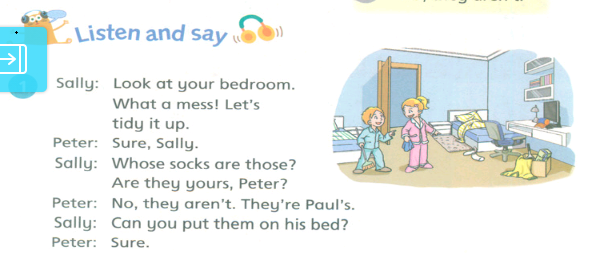 Listen and say
1
Sally: Look at your bedroom.
What a mess! Let's
tidy it up.
Peter: Sure, Sally.
Sally: Whose socks are those?
Are they yours, Peter?
Peter: No, they aren't. They're Paul's.
Sally: Can you put them on his bed?
Peter: Sure.